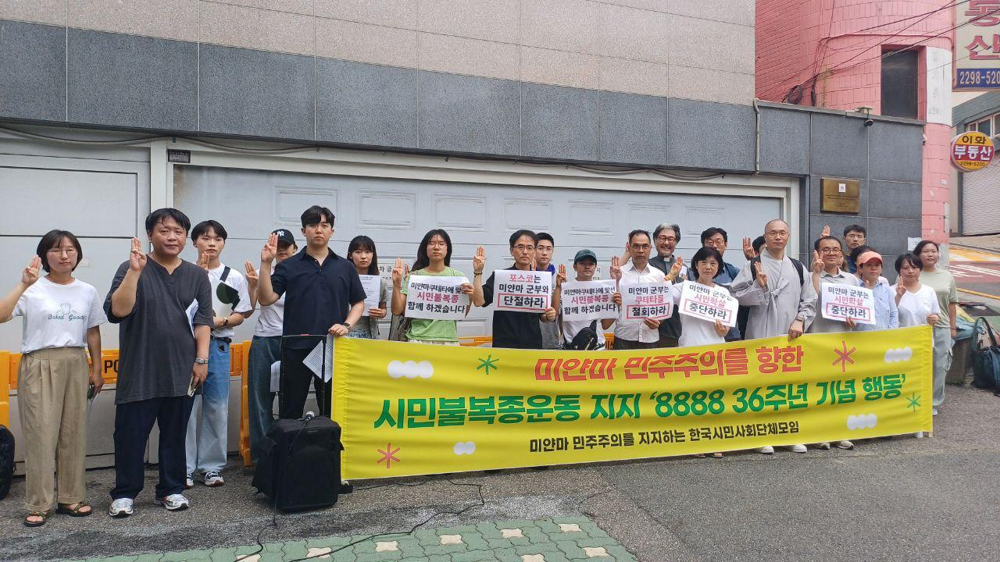 동
산
2298-520
이화
부동산
2298-5200
Baked Goods
NY
PO
미얀마쿠테타에 맞선
시민불복종
함께 하겠습니다
포스코는
미얀마 군부와
단절하라
미얀마쿠테타에 맞선
시민불복종
함께 하겠습니다
미얀마 군부는
쿠테타를
철회하라
미얀마 군부는
시민학살
중단하라
미얀마 군부는
시민학살
중단하라
미얀마 민주주의를 향한
시민불복종운동 지지 '8888 36주년 기념 행동'
미얀마 민주주의를 지지하는 한국시민사회단체모임